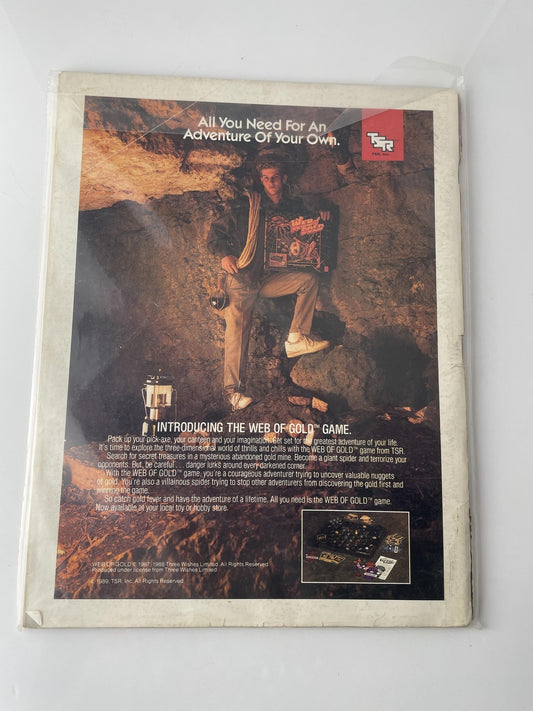 All You Need For An
Adventure Of Your Own.
TSR
TSR, Inc.
WEB OF GOLD
INTRODUCING THE WEB OF GOLD™ GAME.
Pack up your pick-axe, your canteen and your imagination. Get set for the greatest adventure of your life.
It's time to explore the three-dimensional world of thrills and chills with the WEB OF GOLD™ game from TSR.
Search for secret treasures in a mysterious abandoned gold mine. Become a giant spider and terrorize your
opponents. But, be careful . . . danger lurks around every darkened corner.
With the WEB OF GOLD™ game, you're a courageous adventurer trying to uncover valuable nuggets
of gold. You're also a villainous spider trying to stop other adventurers from discovering the gold first and
winning the game.
So catch gold fever and have the adventure of a lifetime. All you need is the WEB OF GOLD™ game.
Now available at your local toy or hobby store.
WEB OF GOLD © 1987, 1988 Three Wishes Limited. All Rights Reserved.
Produced under license from Three Wishes Limited.
© 1989, TSR, Inc. All Rights Reserved.